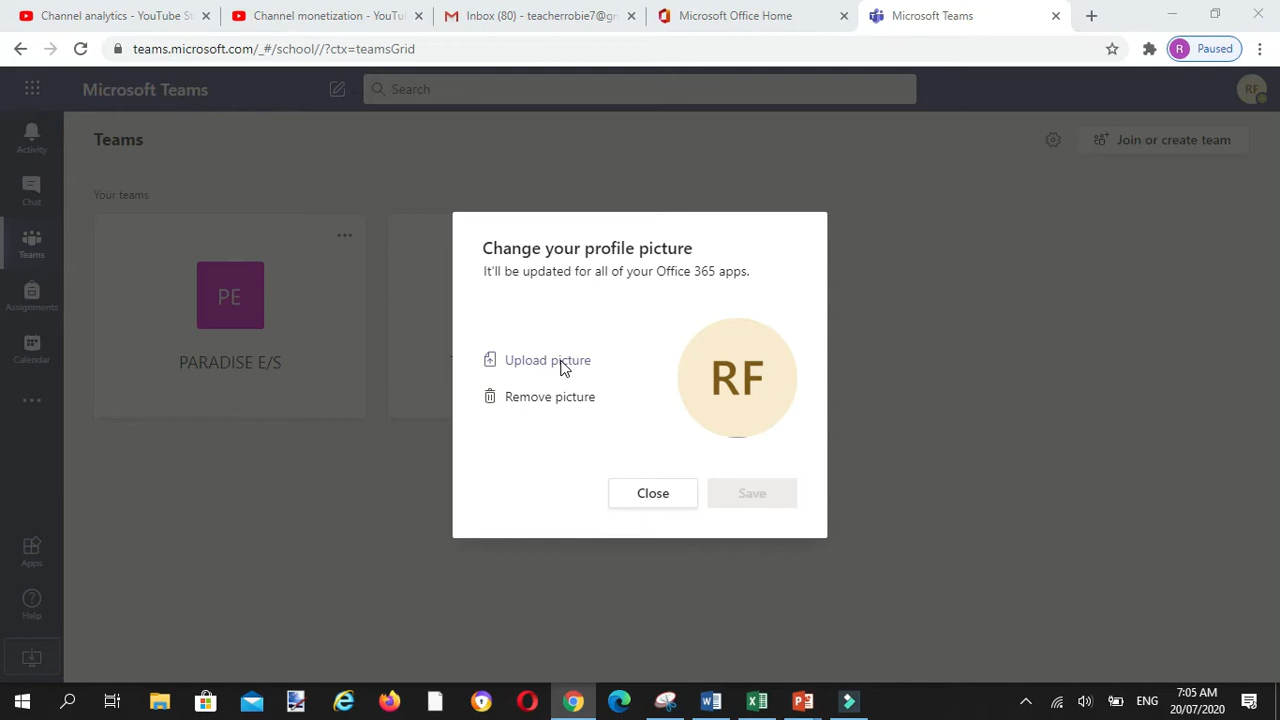 Channel analytics - YouTube St
Channel monetization - YouTu
Inbox (80) - teacherrobie7@gm
Microsoft Office Home
Microsoft Teams
teams.microsoft.com/_#/school//?ctx=teamsGrid
R
Paused
Microsoft Teams
Search
RF
Activity
Chat
Teams
Assignments
Calendar
Apps
Help
Teams
Join or create team
Your teams
PE
PARADISE E/S
Change your profile picture
It'll be updated for all of your Office 365 apps.
Upload picture
Remove picture
RF
Close
Save
ENG
7:05 AM
20/07/2020